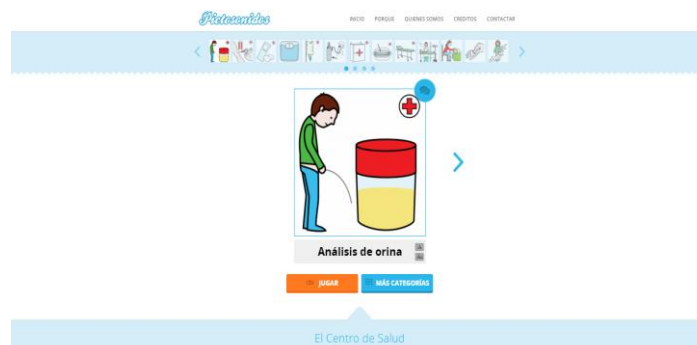 Pictosonidos
INICIO PORQUE QUIENES SOMOS CREDITOS CONTACTAR
Análisis de orina
JUGAR MÁS CATEGORÍAS
El Centro de Salud